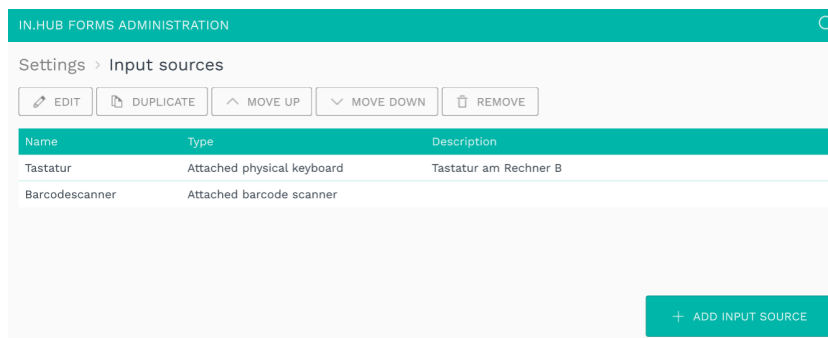 IN.HUB FORMS ADMINISTRATION
Settings > Input sources
EDIT DUPLICATE MOVE UP MOVE DOWN REMOVE
Name Type Description
Tastatur Attached physical keyboard Tastatur am Rechner B
Barcodescanner Attached barcode scanner
+ ADD INPUT SOURCE